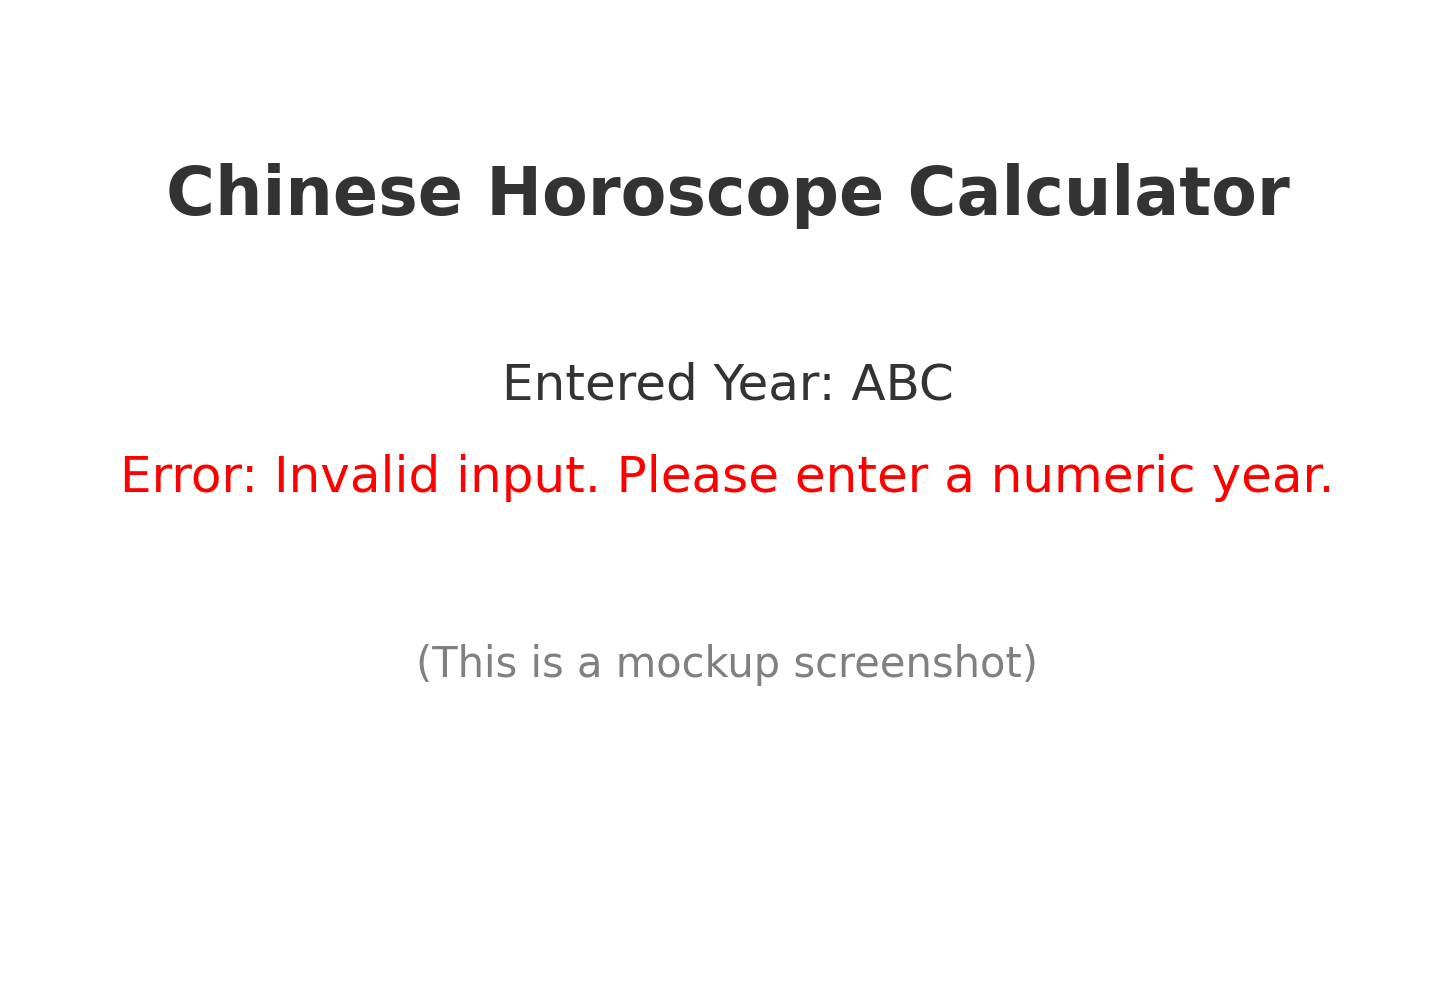 Chinese Horoscope Calculator
Entered Year: ABC
Error: Invalid input. Please enter a numeric year.
(This is a mockup screenshot)